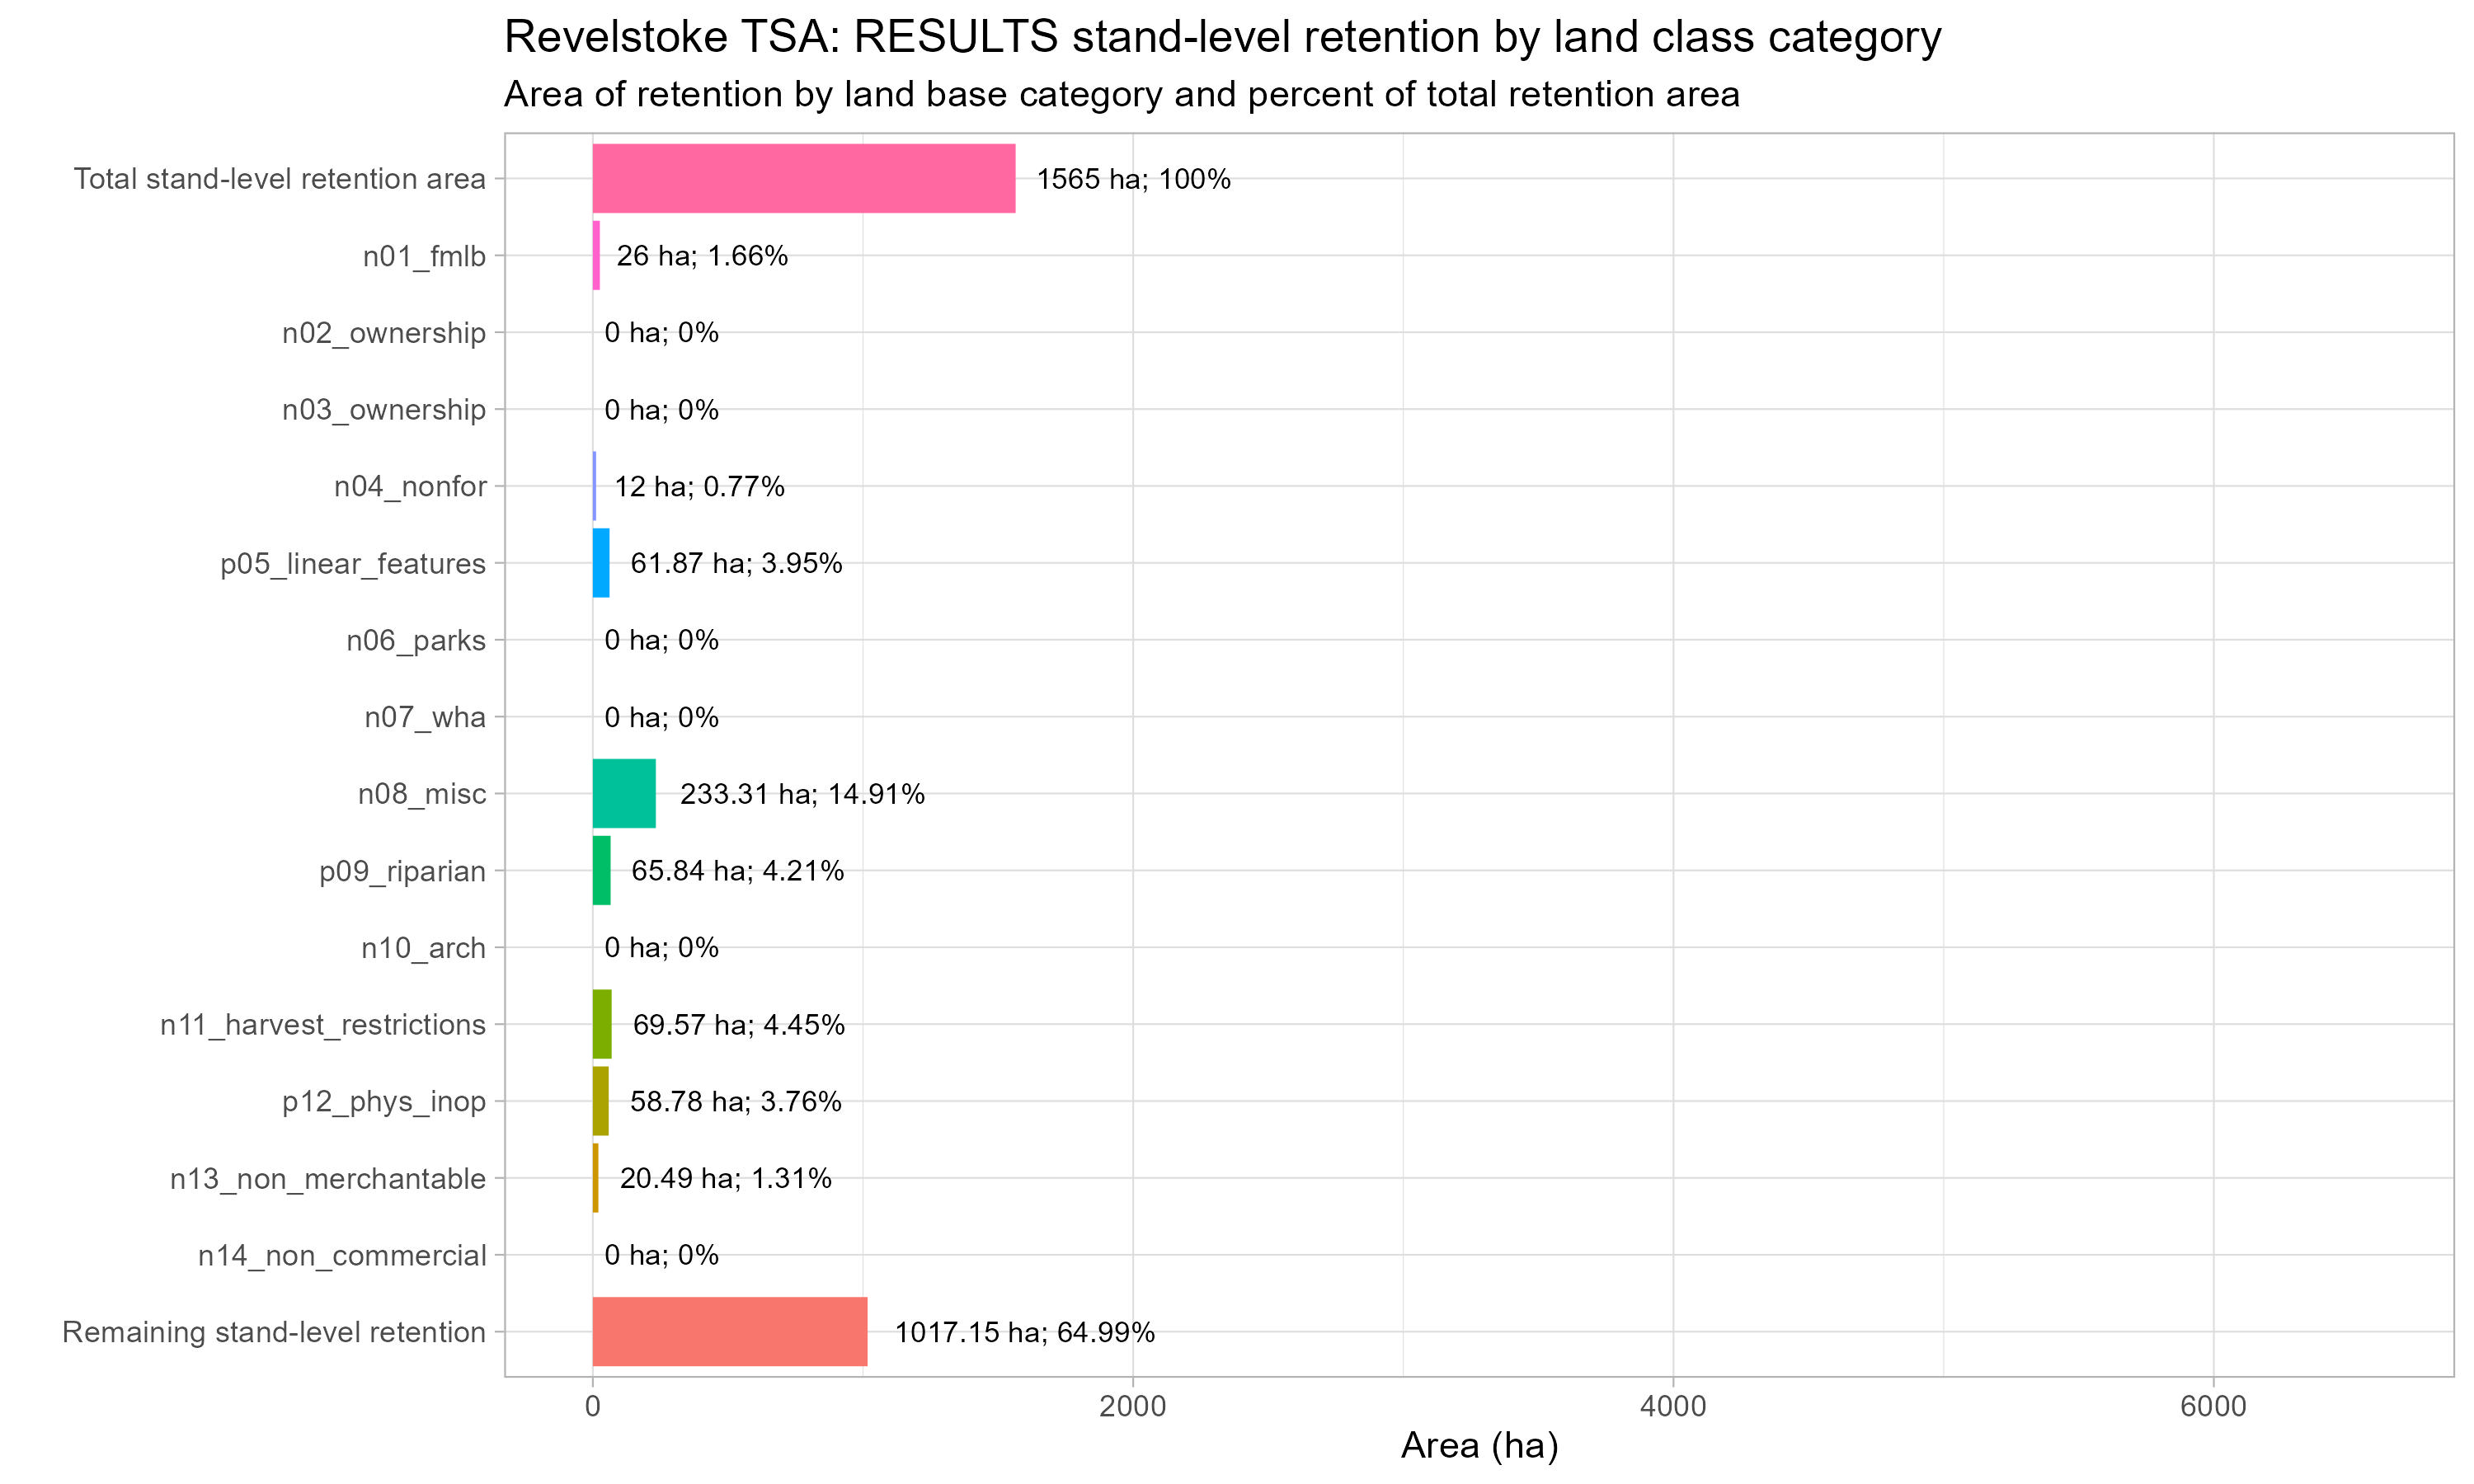 Revelstoke TSA: RESULTS stand-level retention by land class category
Area of retention by land base category and percent of total retention area
Total stand-level retention area 1565 ha; 100%
n01_fmlb 26 ha; 1.66%
n02_ownership 0 ha; 0%
n03_ownership 0 ha; 0%
n04_nonfor 12 ha; 0.77%
p05_linear_features 61.87 ha; 3.95%
n06_parks 0 ha; 0%
n07_wha 0 ha; 0%
n08_misc 233.31 ha; 14.91%
p09_riparian 65.84 ha; 4.21%
n10_arch 0 ha; 0%
n11_harvest_restrictions 69.57 ha; 4.45%
p12_phys_inop 58.78 ha; 3.76%
n13_non_merchantable 20.49 ha; 1.31%
n14_non_commercial 0 ha; 0%
Remaining stand-level retention 1017.15 ha; 64.99%
0 2000 4000 6000
Area (ha)